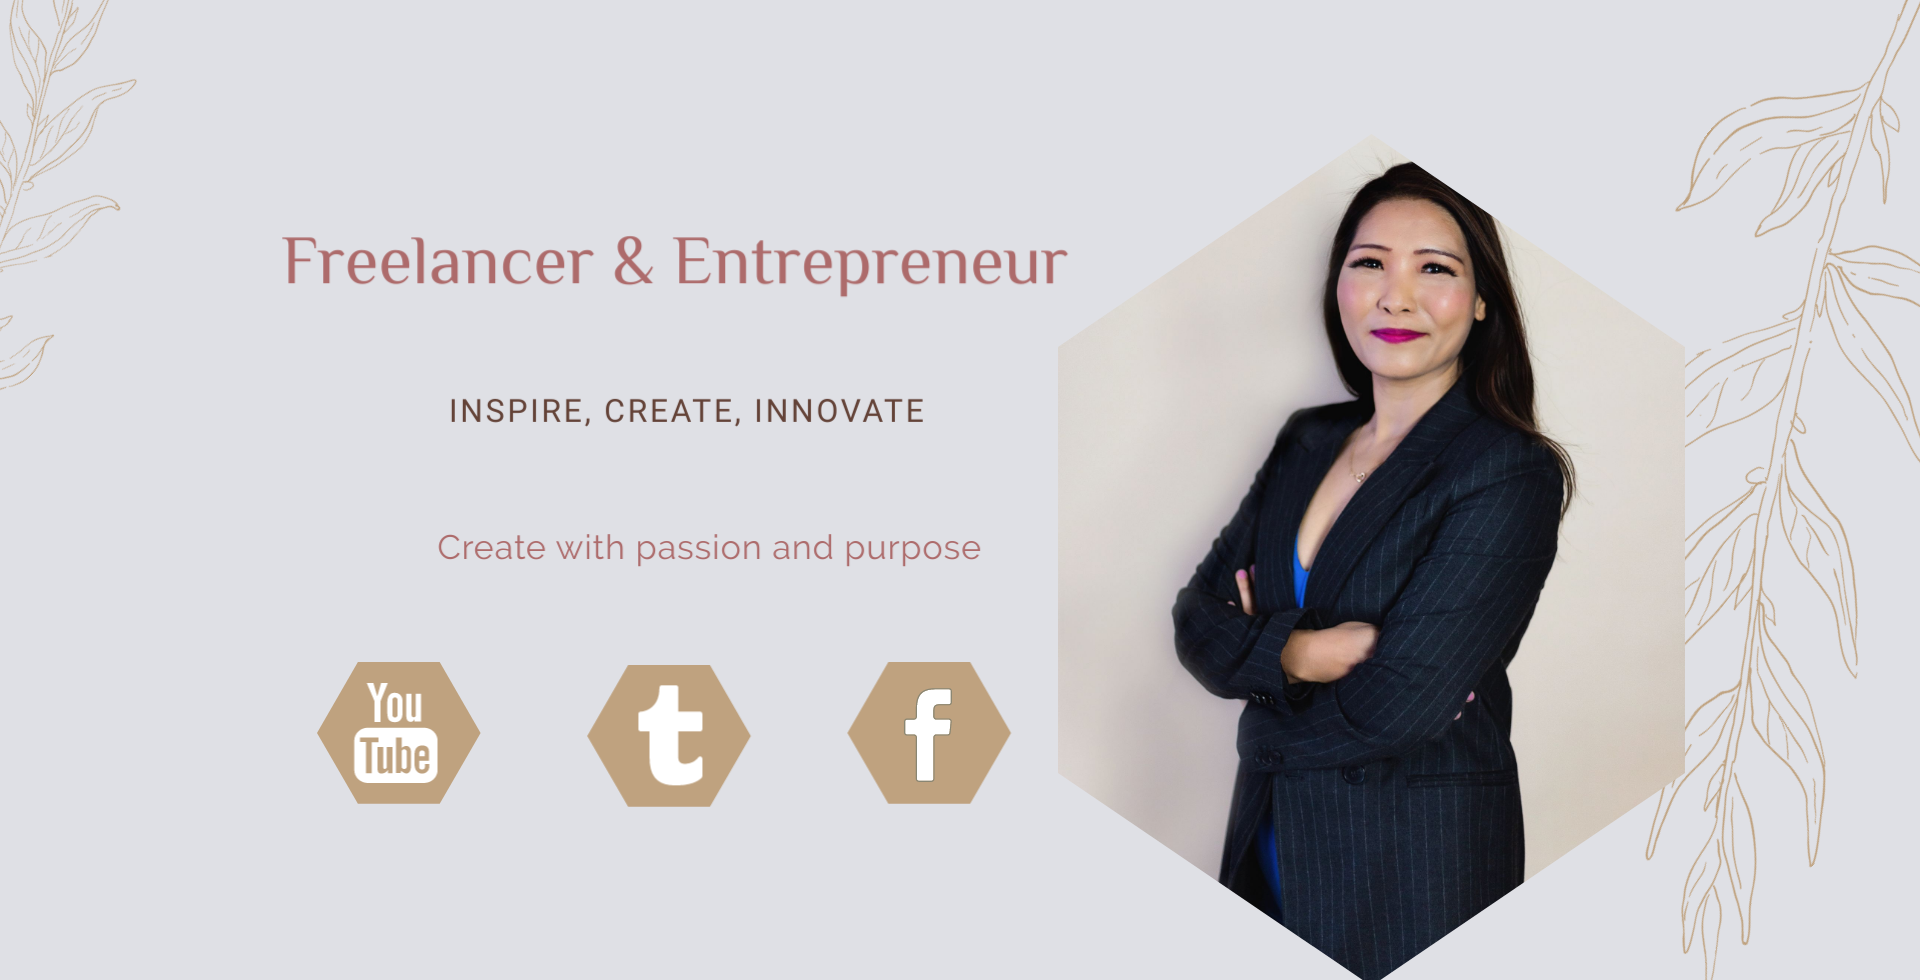 Freelancer & Entrepreneur
INSPIRE, CREATE, INNOVATE
Create with passion and purpose
You
Tube
t
f